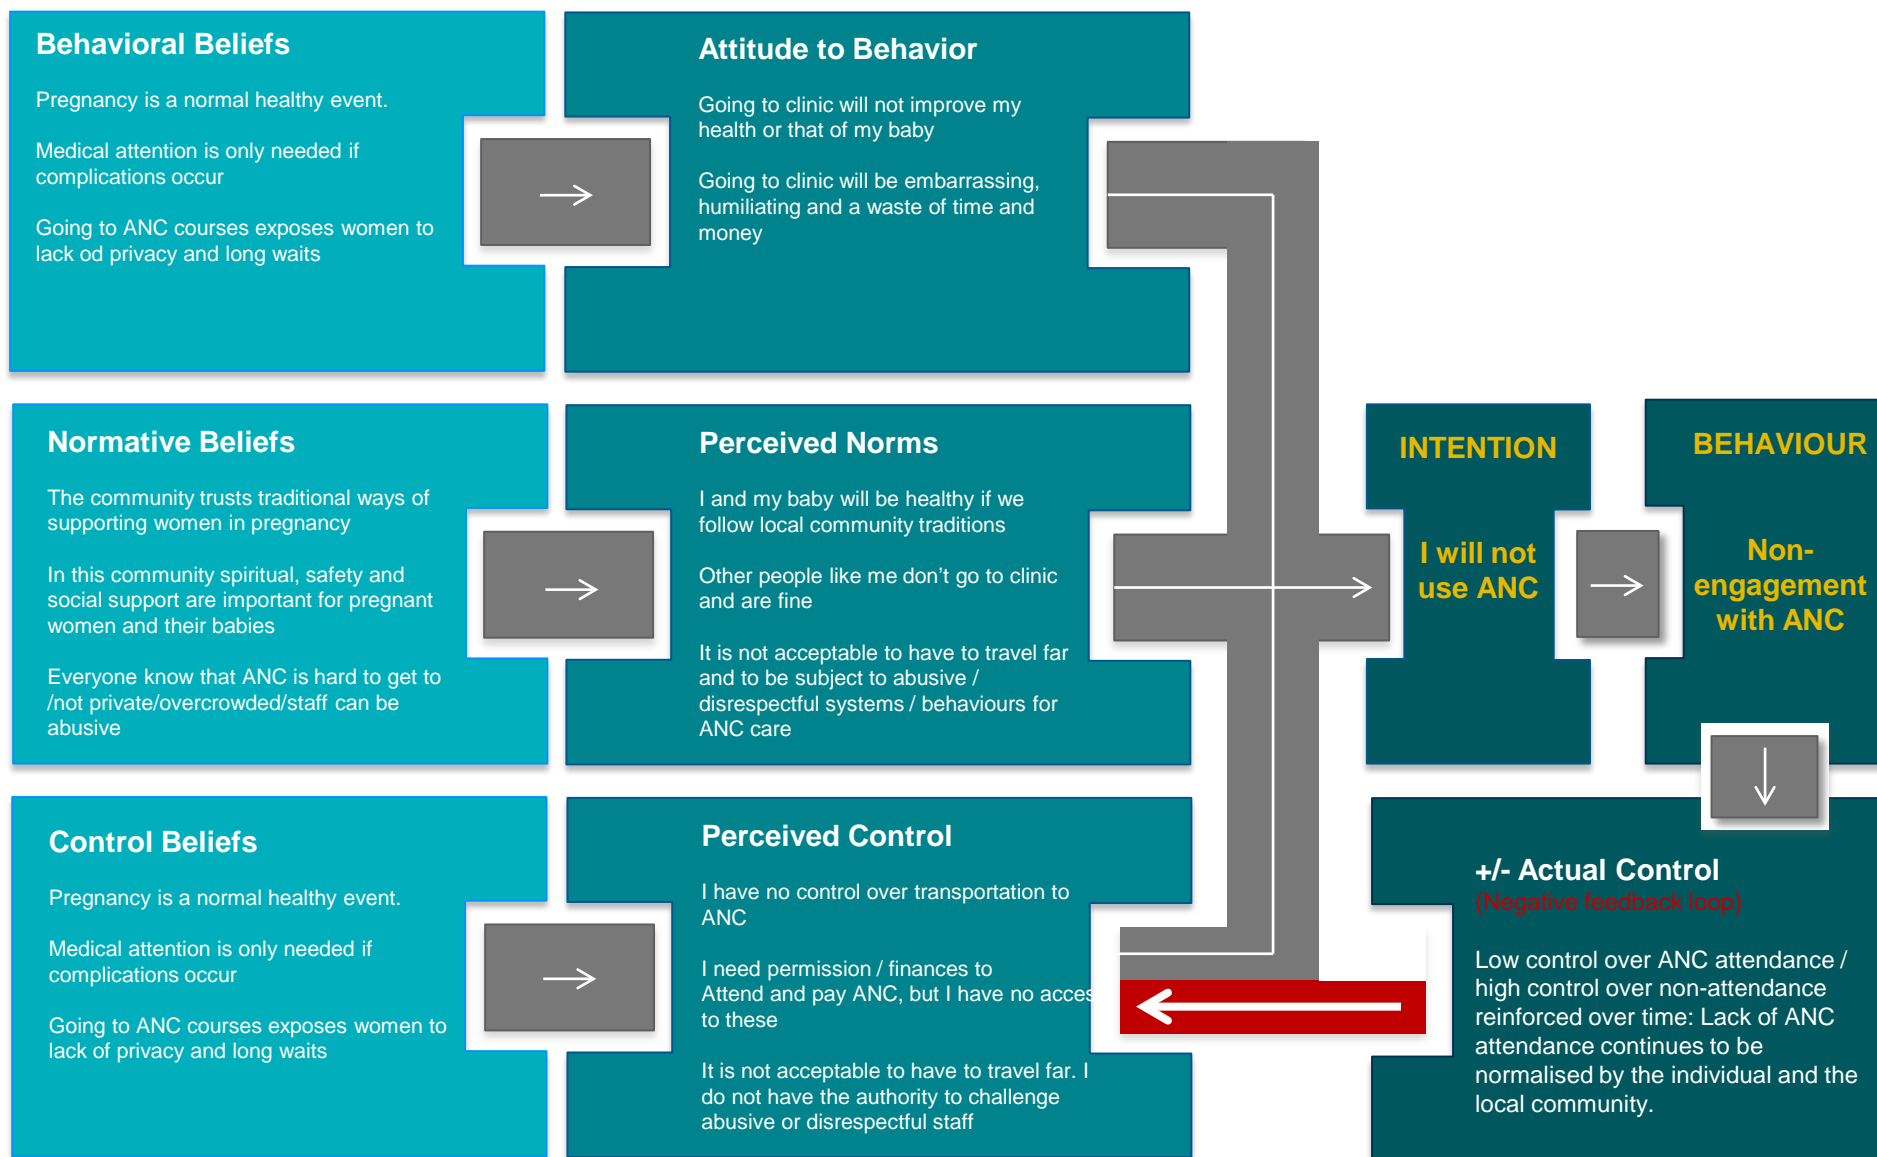 Behavioral Beliefs
Pregnancy is a normal healthy event.
Medical attention is only needed if
complications occur
Going to ANC courses exposes women to
lack od privacy and long waits
Attitude to Behavior
Going to clinic will not improve my
health or that of my baby
Going to clinic will be embarrassing,
humiliating and a waste of time and
money
Normative Beliefs
The community trusts traditional ways of
supporting women in pregnancy
In this community spiritual, safety and
social support are important for pregnant
women and their babies
Everyone know that ANC is hard to get to
/not private/overcrowded/staff can be
abusive
Perceived Norms
I and my baby will be healthy if we
follow local community traditions
Other people like me don't go to clinic
and are fine
It is not acceptable to have to travel far
and to be subject to abusive /
disrespectful systems / behaviours for
ANC care
INTENTION
I will not
use ANC
BEHAVIOUR
Non-
engagement
with ANC
Control Beliefs
Pregnancy is a normal healthy event.
Medical attention is only needed if
complications occur
Going to ANC courses exposes women to
lack of privacy and long waits
Perceived Control
I have no control over transportation to
ANC
I need permission / finances to
Attend and pay ANC, but I have no acces
to these
It is not acceptable to have to travel far. I
do not have the authority to challenge
abusive or disrespectful staff
+/- Actual Control
(Negative feedback loop)
Low control over ANC attendance /
high control over non-attendance
reinforced over time: Lack of ANC
attendance continues to be
normalised by the individual and the
local community.